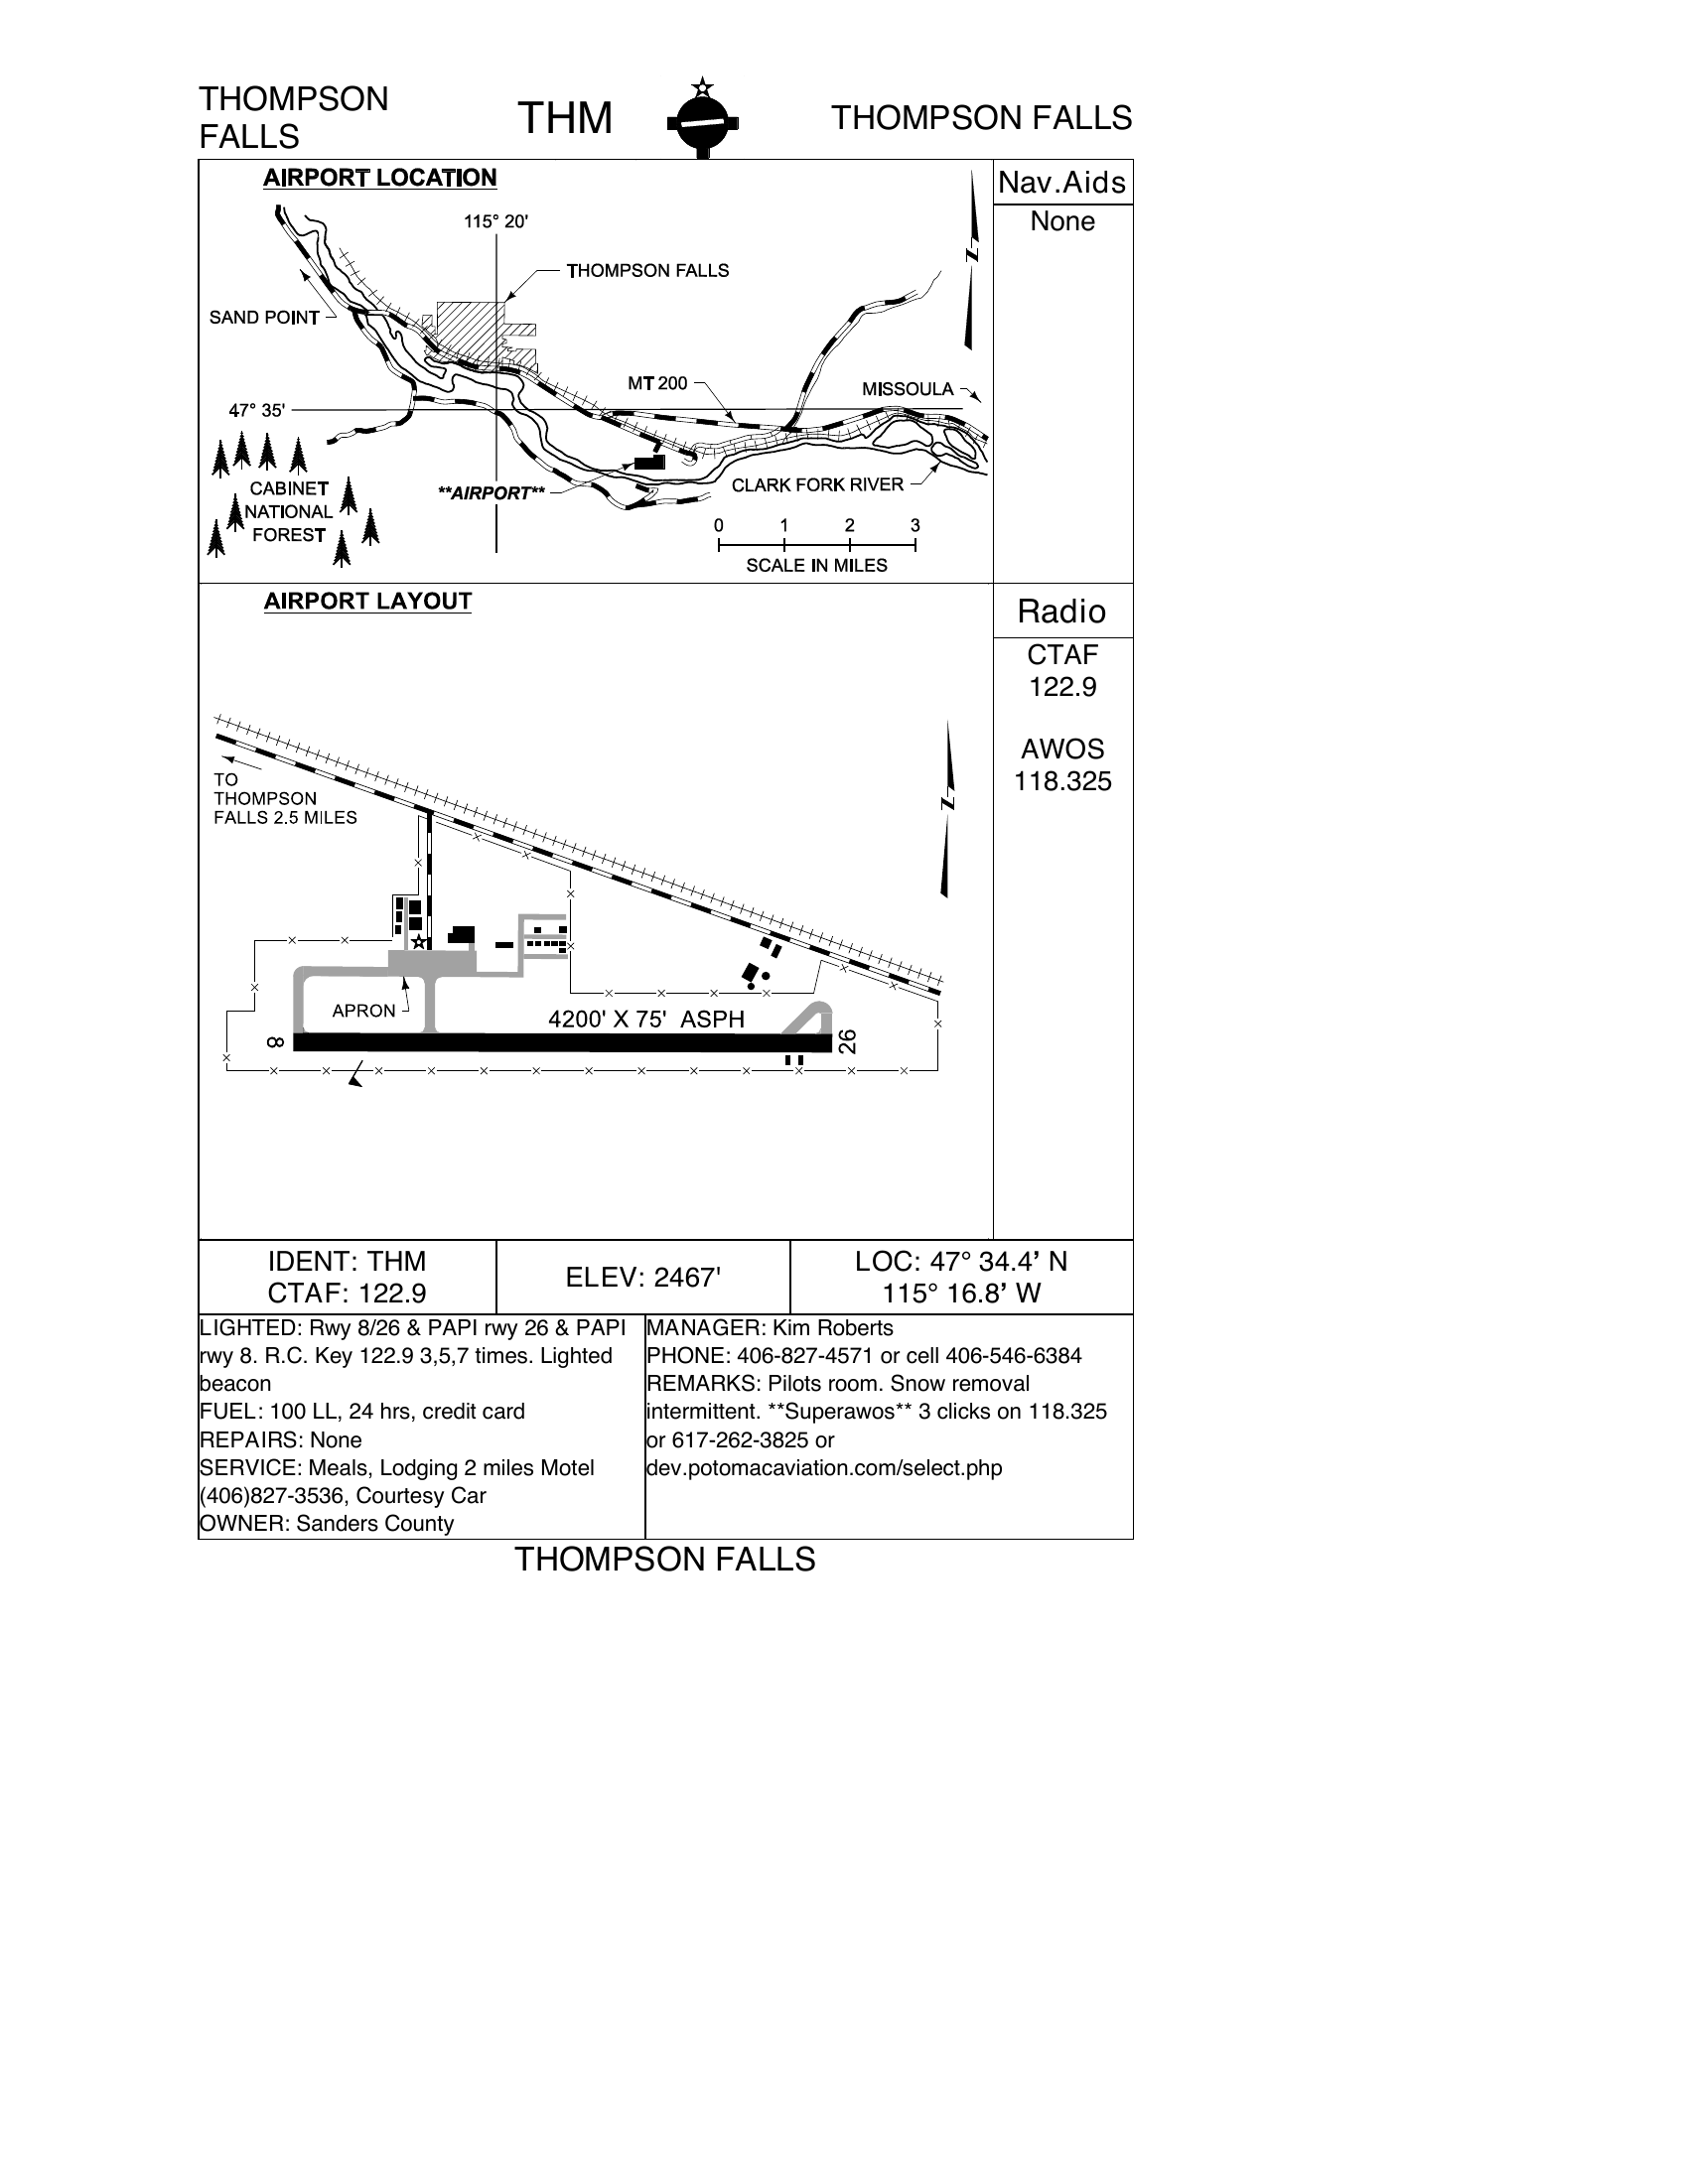 THOMPSON
FALLS
THM
THOMPSON FALLS
AIRPORT LOCATION
Nav.Aids
None
115° 20'
THOMPSON FALLS
SAND POINT
N
MT 200
MISSOULA
47° 35'
CABINET
NATIONAL
FOREST
**AIRPORT**
CLARK FORK RIVER
0 1 2 3
SCALE IN MILES
AIRPORT LAYOUT
Radio
CTAF
122.9
AWOS
118.325
TO
THOMPSON
FALLS 2.5 MILES
N
APRON
4200' X 75' ASPH
8
26
IDENT: THM
CTAF: 122.9
ELEV: 2467'
LOC: 47° 34.4’ N
115° 16.8’ W
LIGHTED: Rwy 8/26 & PAPI rwy 26 & PAPI
rwy 8. R.C. Key 122.9 3,5,7 times. Lighted
beacon
FUEL: 100 LL, 24 hrs, credit card
REPAIRS: None
SERVICE: Meals, Lodging 2 miles Motel
(406)827-3536, Courtesy Car
OWNER: Sanders County
MANAGER: Kim Roberts
PHONE: 406-827-4571 or cell 406-546-6384
REMARKS: Pilots room. Snow removal
intermittent. **Superawos** 3 clicks on 118.325
or 617-262-3825 or
dev.potomacaviation.com/select.php
THOMPSON FALLS